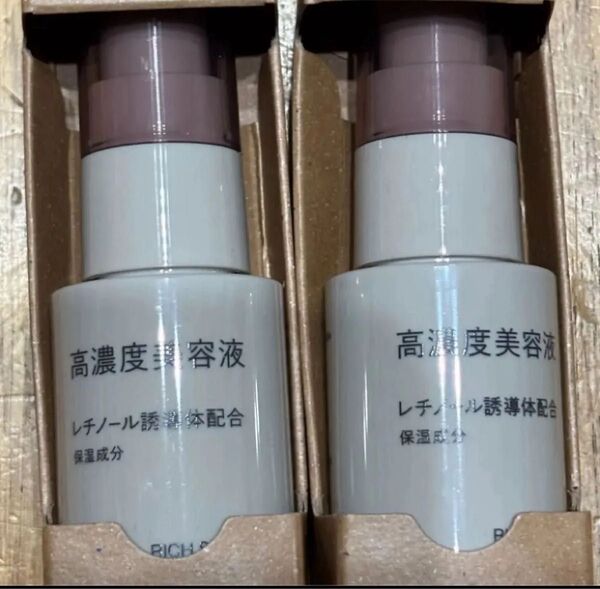 高濃度美容液
レチノール誘導体配合
保湿成分
RICH
高濃度美容液
レチノール誘導体配合
保湿成分